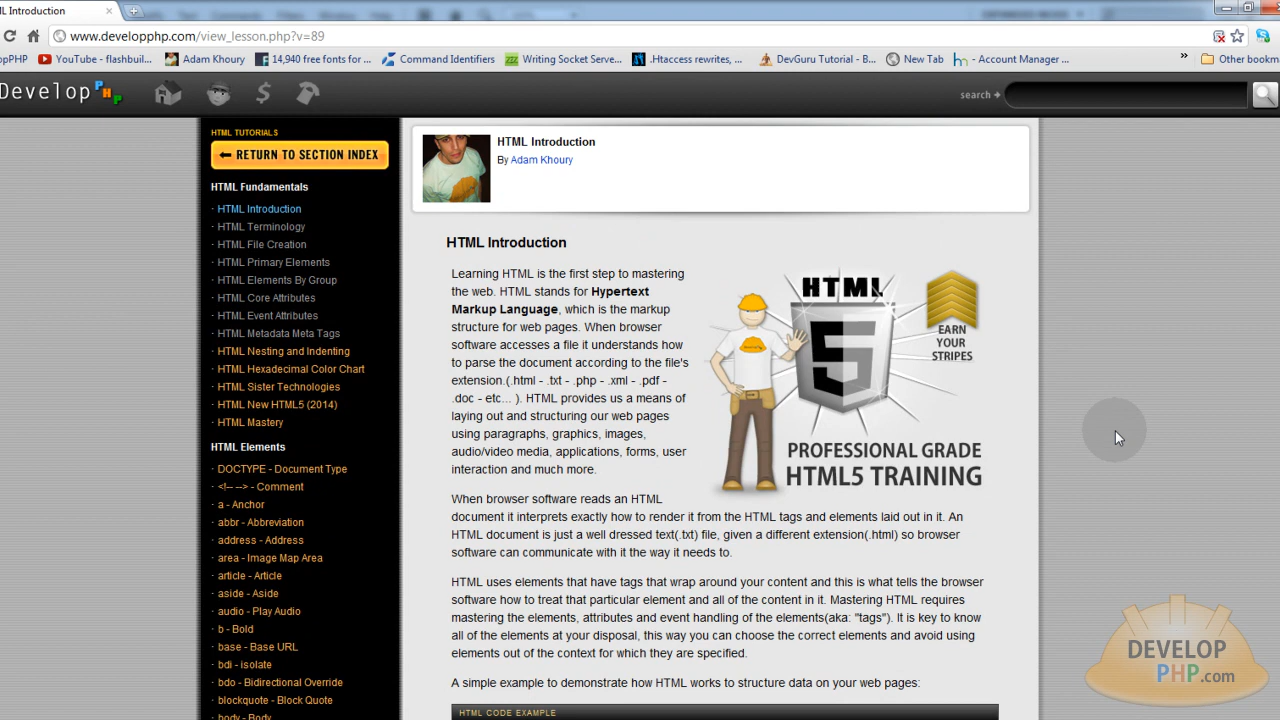 HTML Introduction
www.developphp.com/view_lesson.php?v=89
opPHP
YouTube - flashbuil...
Adam Khoury
14,940 free fonts for ...
Command Identifiers
Writing Socket Serve...
.Htaccess rewrites, ...
DevGuru Tutorial - B...
New Tab
- Account Manager ...
»
Other bookm
Develop PHP
$
search
HTML TUTORIALS
RETURN TO SECTION INDEX
HTML Fundamentals
· HTML Introduction
· HTML Terminology
· HTML File Creation
· HTML Primary Elements
· HTML Elements By Group
· HTML Core Attributes
· HTML Event Attributes
· HTML Metadata Meta Tags
· HTML Nesting and Indenting
· HTML Hexadecimal Color Chart
· HTML Sister Technologies
· HTML New HTML5 (2014)
· HTML Mastery
HTML Elements
· DOCTYPE - Document Type
· <!-- --> - Comment
· a - Anchor
· abbr - Abbreviation
· address - Address
· area - Image Map Area
· article - Article
· aside - Aside
· audio - Play Audio
· b - Bold
· base - Base URL
· bdi - isolate
· bdo - Bidirectional Override
· blockquote - Block Quote
· body - Body
HTML Introduction
By Adam Khoury
HTML Introduction
Learning HTML is the first step to mastering
the web. HTML stands for Hypertext
Markup Language, which is the markup
structure for web pages. When browser
software accesses a file it understands how
to parse the document according to the file's
extension.(.html - .txt - .php - .xml - .pdf -
.doc - etc... ). HTML provides us a means of
laying out and structuring our web pages
using paragraphs, graphics, images,
audio/video media, applications, forms, user
interaction and much more.
HTML
5
EARN
YOUR
STRIPES
PROFESSIONAL GRADE
HTML5 TRAINING
When browser software reads an HTML
document it interprets exactly how to render it from the HTML tags and elements laid out in it. An
HTML document is just a well dressed text(.txt) file, given a different extension(.html) so browser
software can communicate with it the way it needs to.
HTML uses elements that have tags that wrap around your content and this is what tells the browser
software how to treat that particular element and all of the content in it. Mastering HTML requires
mastering the elements, attributes and event handling of the elements(aka: "tags"). It is key to know
all of the elements at your disposal, this way you can choose the correct elements and avoid using
elements out of the context for which they are specified.
A simple example to demonstrate how HTML works to structure data on your web pages:
HTML CODE EXAMPLE
DEVELOP
PHP.com